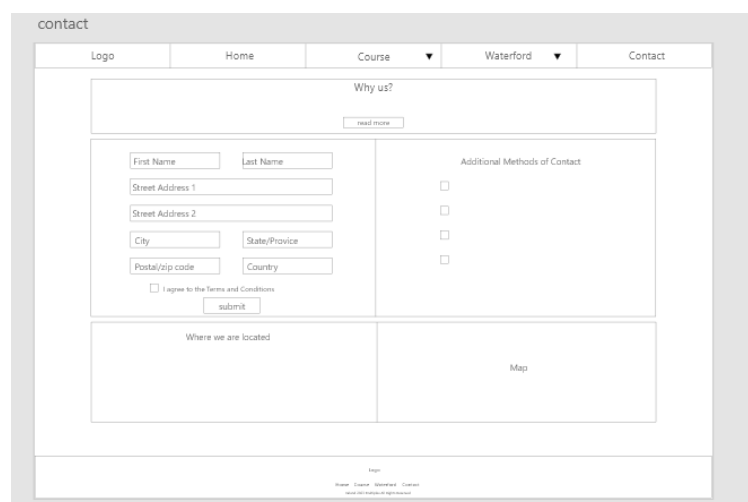 contact
Logo Home Course Waterford Contact
Why us?
read more
First Name Last Name
Additional Methods of Contact
Street Address 1
Street Address 2
City State/Provice
Postal/zip code Country
I agree to the Terms and Conditions
submit
Where we are located
Map
Home Course Waterford Contact